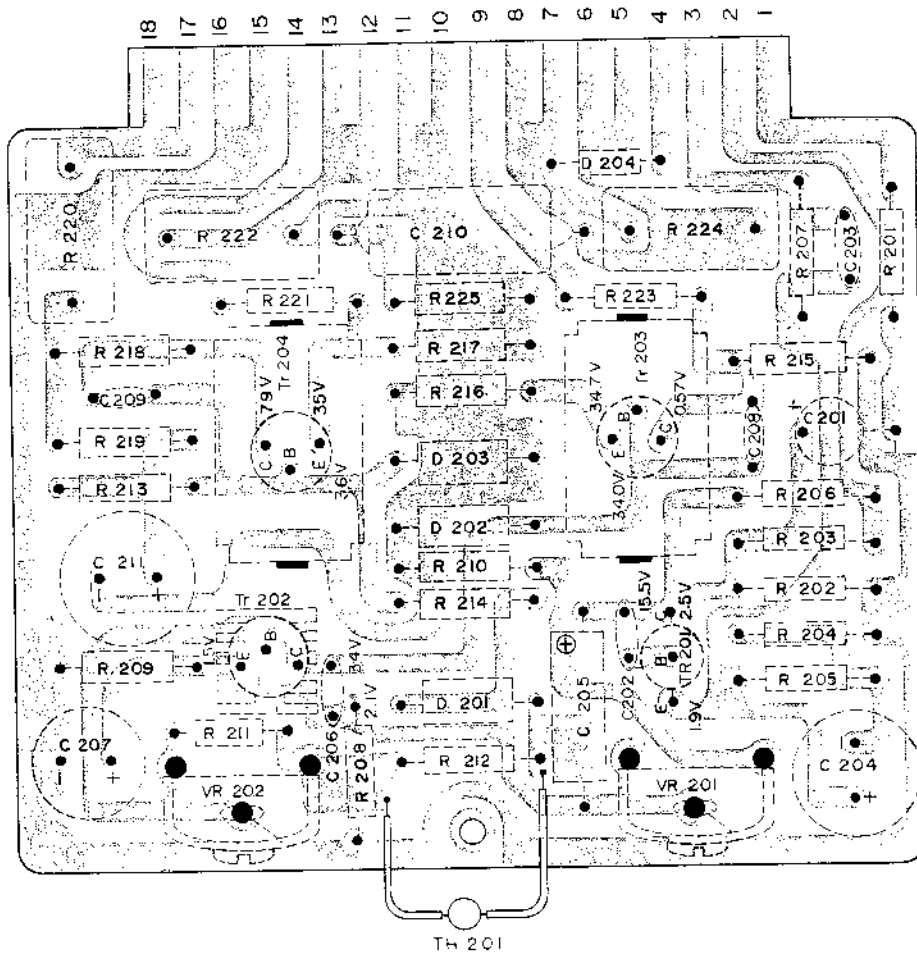 18 17 16 15 14 13 12 11 10 9 8 7 6 5 4 3 2 1
D 204
R 220
R 222
C 210
R 224
R 207
C 203
R 201
R 221
R 225
R 223
R 218
Tr 204
R 217
Tr 203
R 215
C 209
79V
35V
R 216
34.7V
0.57V
C 208
C 201
+
R 219
C
B
E
D 203
E
B
C
R 213
36V
34.0V
R 206
D 202
R 203
C 211
R 210
15.5V
R 202
- +
Tr 202
R 214
C
2.5V
R 204
R 209
E
B
C
34V
C 202
B
TR 201
R 205
D 201
C 205
E
1.9V
C 207
R 211
C 206
2.1V
R 208
R 212
C 204
- +
VR 202
VR 201
- +
TH 201